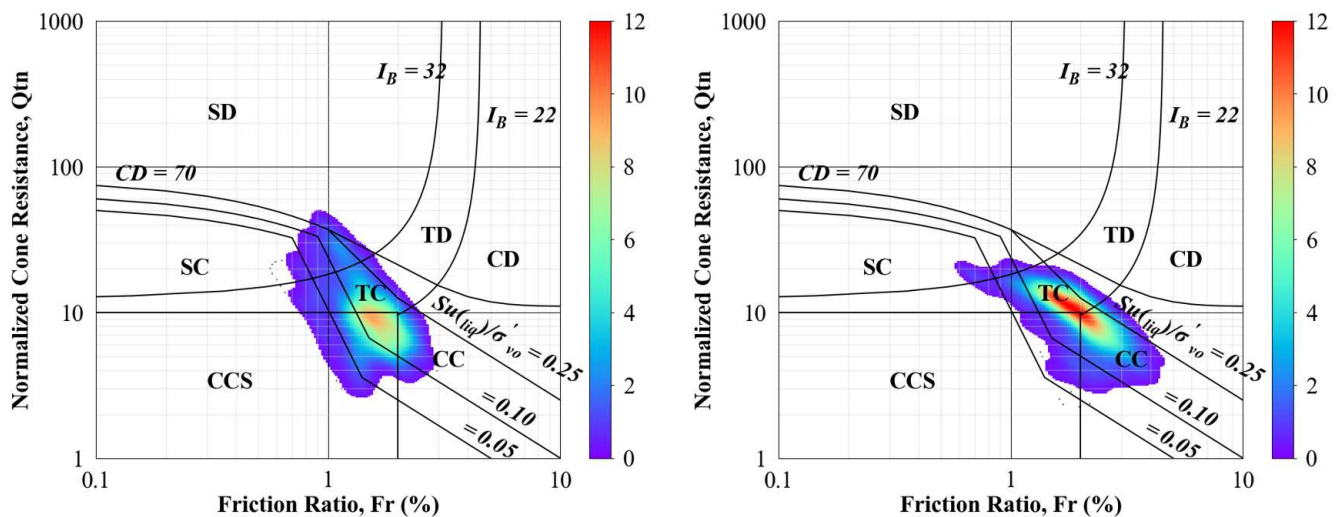 1000
I_B = 32
SD
I_B = 22
100
CD = 70
TD
SC
CD
TC
10
Su(liq)/σ'vo = 0.25
CC
CCS
=0.10
=0.05
1
0.1
1
10
Normalized Cone Resistance, Qtn
Friction Ratio, Fr (%)
12
10
8
6
4
2
0
1000
I_B = 32
SD
I_B = 22
100
CD = 70
TD
SC
CD
TC
10
Su(liq)/σ'vo = 0.25
CC
CCS
=0.10
=0.05
1
0.1
1
10
Normalized Cone Resistance, Qtn
Friction Ratio, Fr (%)
12
10
8
6
4
2
0